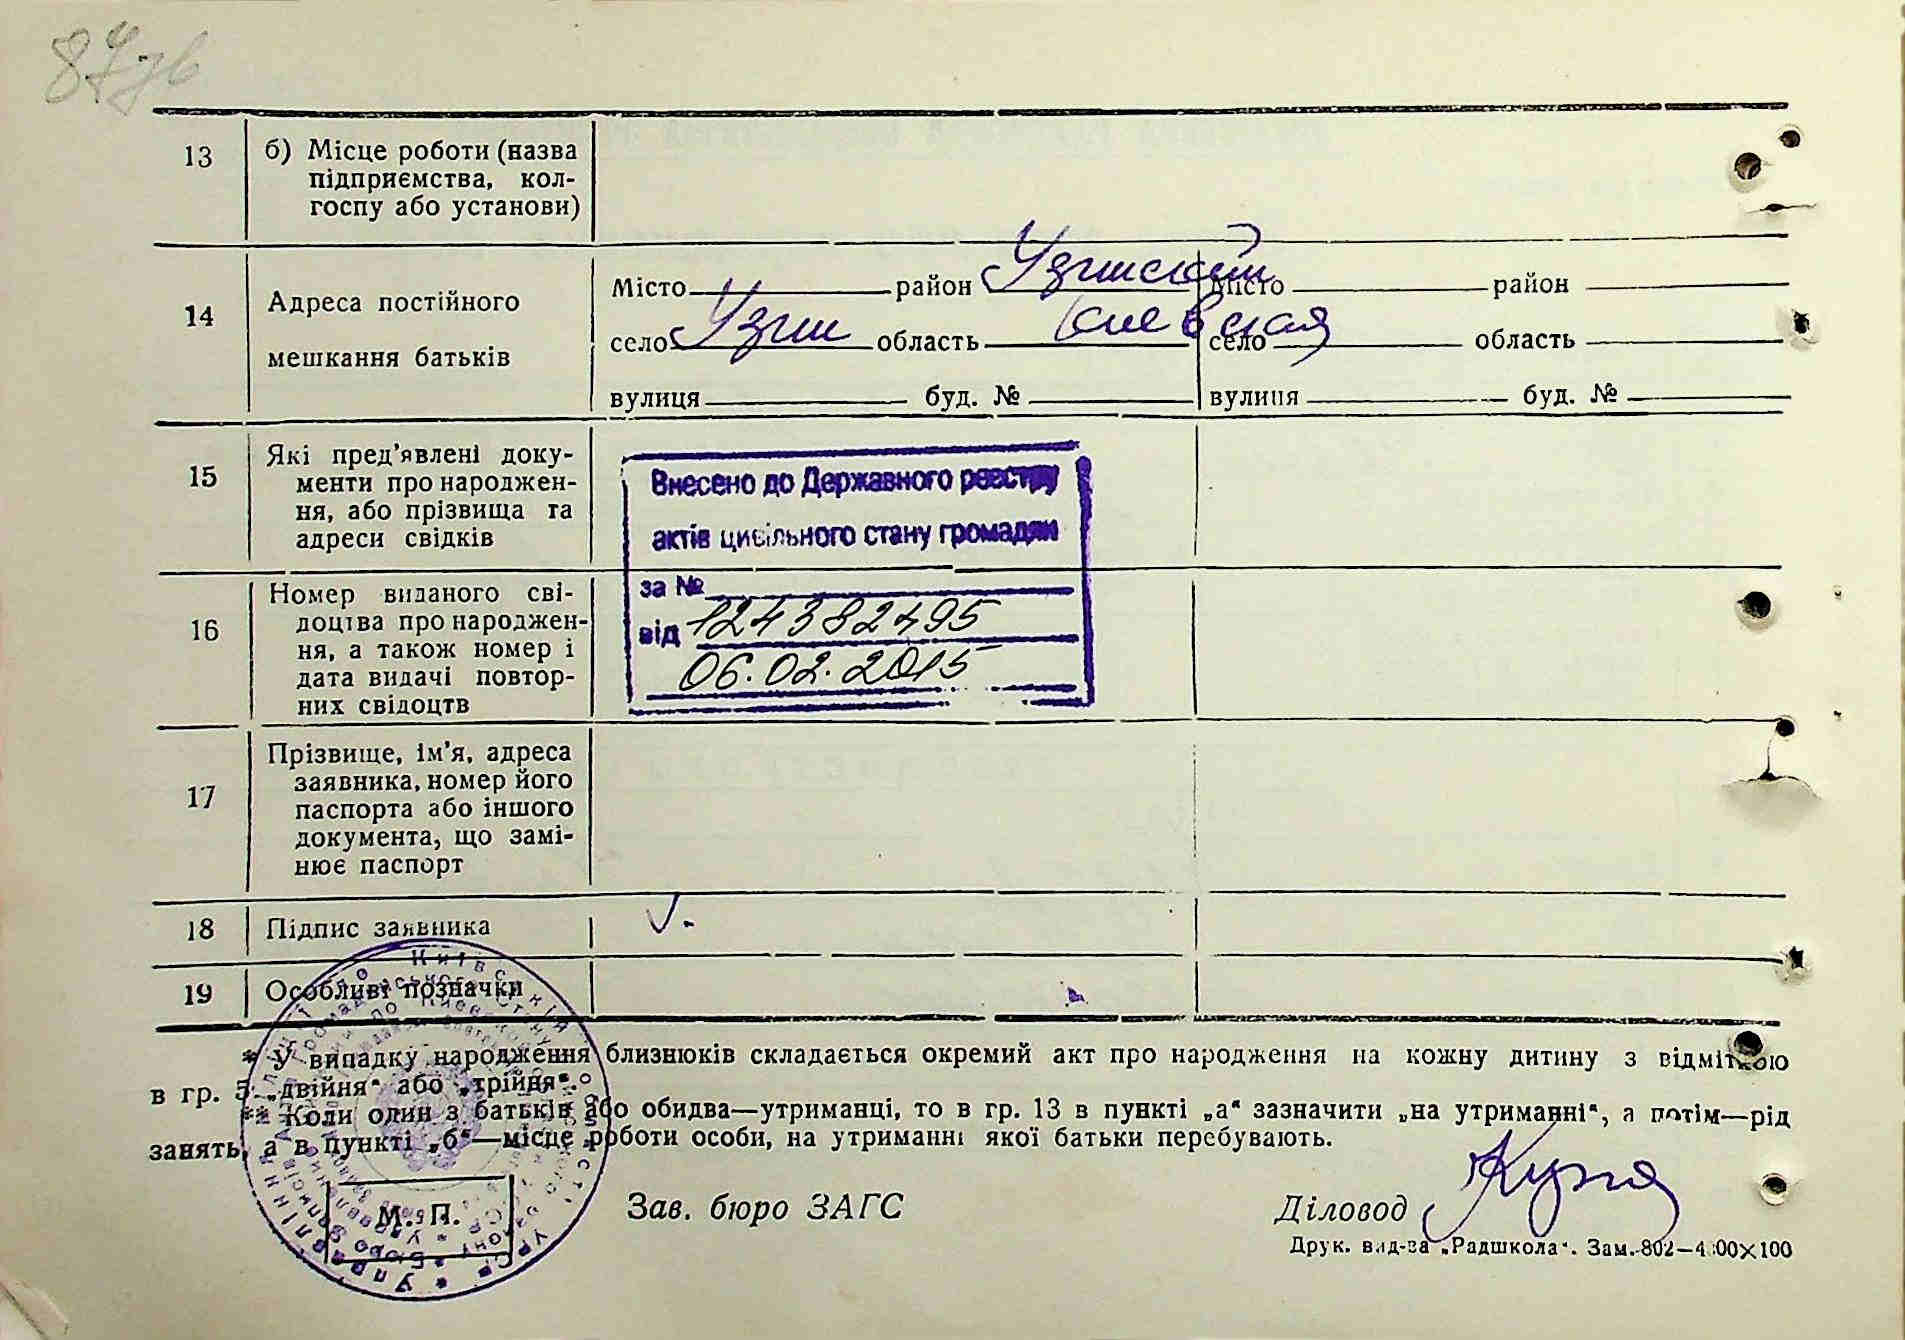 87зв
13
б) Місце роботи (назва
підприємства, кол-
госпу або установи)
14
Адреса постійного
мешкання батьків
Місто район Узинский
село Узин область Киевская
вулиця буд. №
Місто район
село область
вулиця буд. №
15
Які пред'явлені доку-
менти про народжен-
ня, або прізвища та
адреси свідків
Внесено до Державного реєстру
актів цивільного стану громадян
за №
від 124382495
06.02.2015
16
Номер виданого сві-
доцтва про народжен-
ня, а також номер і
дата видачі повтор-
них свідоцтв
17
Прізвище, ім'я, адреса
заявника, номер його
паспорта або іншого
документа, що замі-
нює паспорт
18
Підпис заявника
19
Особливі позначки
* У випадку народження близнюків складається окремий акт про народження на кожну дитину з відміткою
в гр. 5 „двійня“ або „трійня“.
** Коли один з батьків або обидва—утриманці, то в гр. 13 в пункті „а“ зазначити „на утриманні“, а потім—рід
занять, а в пункті „б“—місце роботи особи, на утриманні якої батьки перебувають.
М. П.
Зав. бюро ЗАГС
Діловод
Друк. вид-ва „Радшкола“. Зам. 802—4 00×100